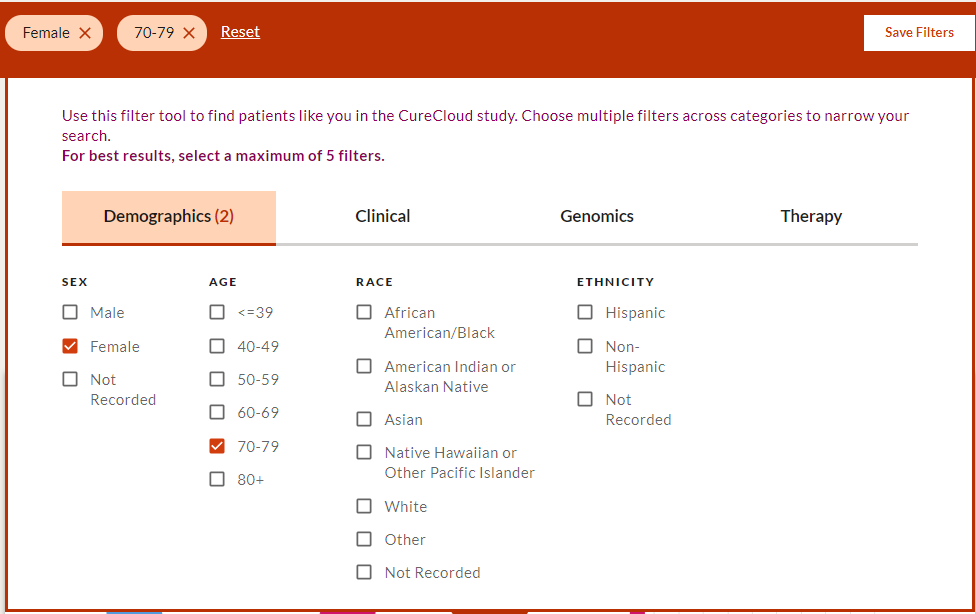 Female
70-79
Reset
Save Filters
Use this filter tool to find patients like you in the CureCloud study. Choose multiple filters across categories to narrow your
search.
For best results, select a maximum of 5 filters.
Demographics (2)
Clinical
Genomics
Therapy
SEX
Male
Female
Not
Recorded
AGE
<=39
40-49
50-59
60-69
70-79
80+
RACE
African
American/Black
American Indian or
Alaskan Native
Asian
Native Hawaiian or
Other Pacific Islander
White
Other
Not Recorded
ETHNICITY
Hispanic
Non-
Hispanic
Not
Recorded